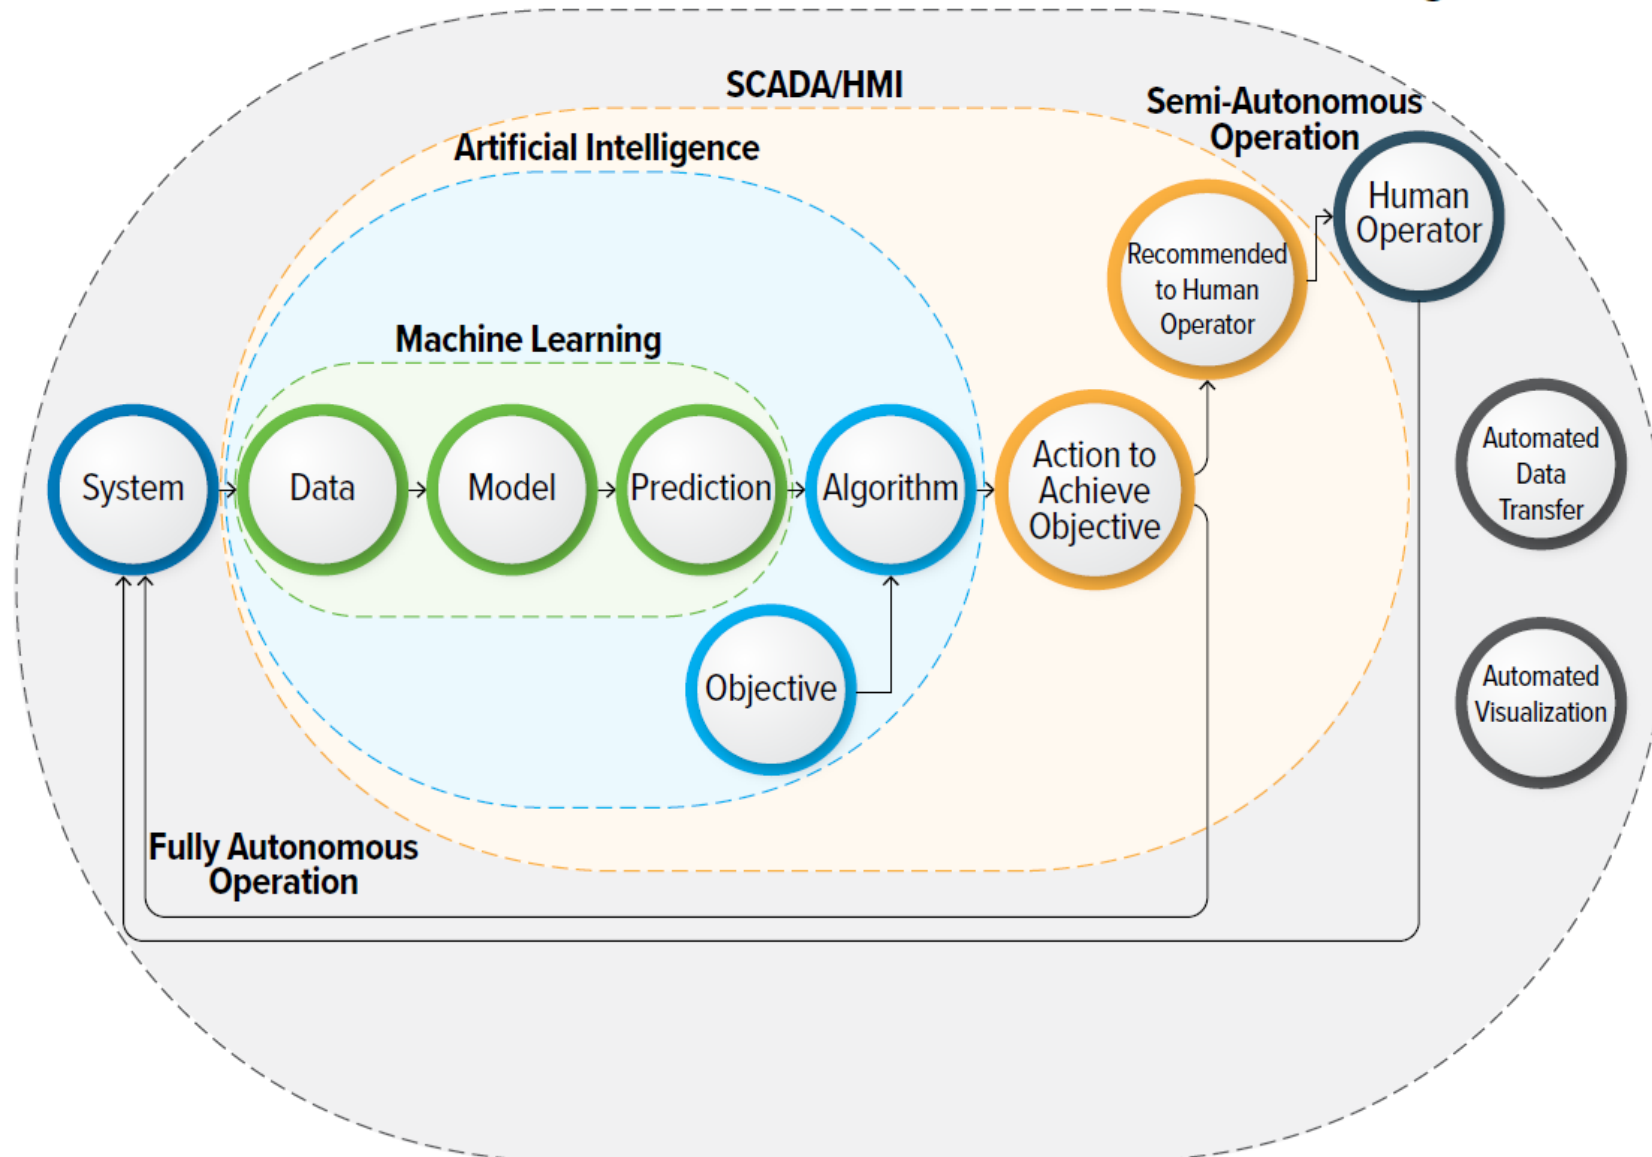 SCADA/HMI
Semi-Autonomous
Operation
Artificial Intelligence
Human
Operator
Recommended
to Human
Operator
Machine Learning
System
Data
Model
Prediction
Algorithm
Action to
Achieve
Objective
Automated
Data
Transfer
Objective
Automated
Visualization
Fully Autonomous
Operation